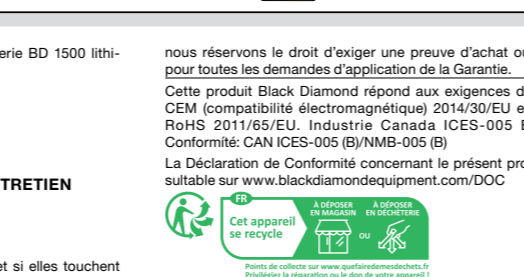 erie BD 1500 lithi-
TRETIEN
et si elles touchent
nous réservons le droit d'exiger une preuve d'achat ou
pour toutes les demandes d'application de la Garantie.
Cette produit Black Diamond répond aux exigences d
CEM (compatibilité électromagnétique) 2014/30/EU e
RoHS 2011/65/EU. Industrie Canada ICES-005 E
Conformité: CAN ICES-005 (B)/NMB-005 (B)
La Déclaration de Conformité concernant le présent pro
sultable sur www.blackdiamondequipment.com/DOC
FR
Cet appareil
se recycle
À DÉPOSER
EN MAGASIN
OU
À DÉPOSER
EN DÉCHÈTERIE
Points de collecte sur www.quefairedemesdechets.fr
Privilégiez la réparation ou le don de votre appareil !